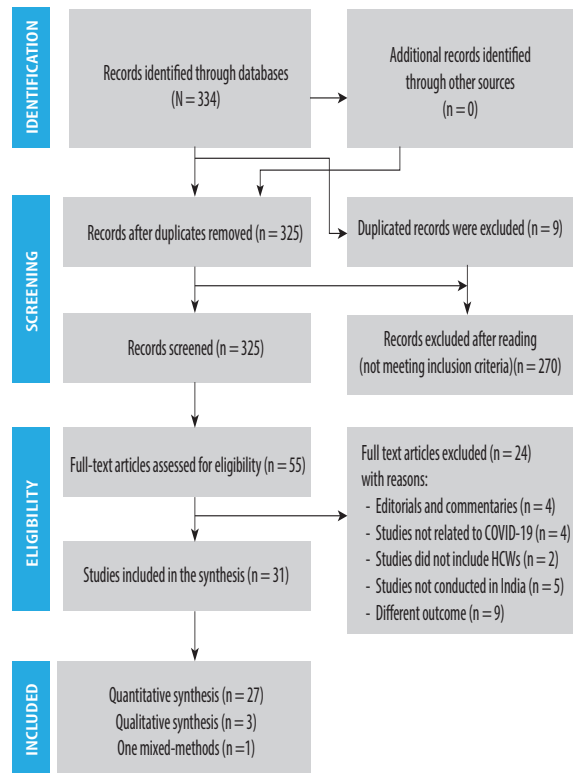 IDENTIFICATION
Records identified through databases
(N = 334)
Additional records identified
through other sources
(n = 0)
SCREENING
Records after duplicates removed (n = 325)
Duplicated records were excluded (n = 9)
Records screened (n = 325)
Records excluded after reading
(not meeting inclusion criteria)(n = 270)
ELIGIBILITY
Full-text articles assessed for eligibility (n = 55)
Full text articles excluded (n = 24)
with reasons:
- Editorials and commentaries (n = 4)
- Studies not related to COVID-19 (n = 4)
- Studies did not include HCWs (n = 2)
- Studies not conducted in India (n = 5)
- Different outcome (n = 9)
Studies included in the synthesis (n = 31)
INCLUDED
Quantitative synthesis (n = 27)
Qualitative synthesis (n = 3)
One mixed-methods (n =1)